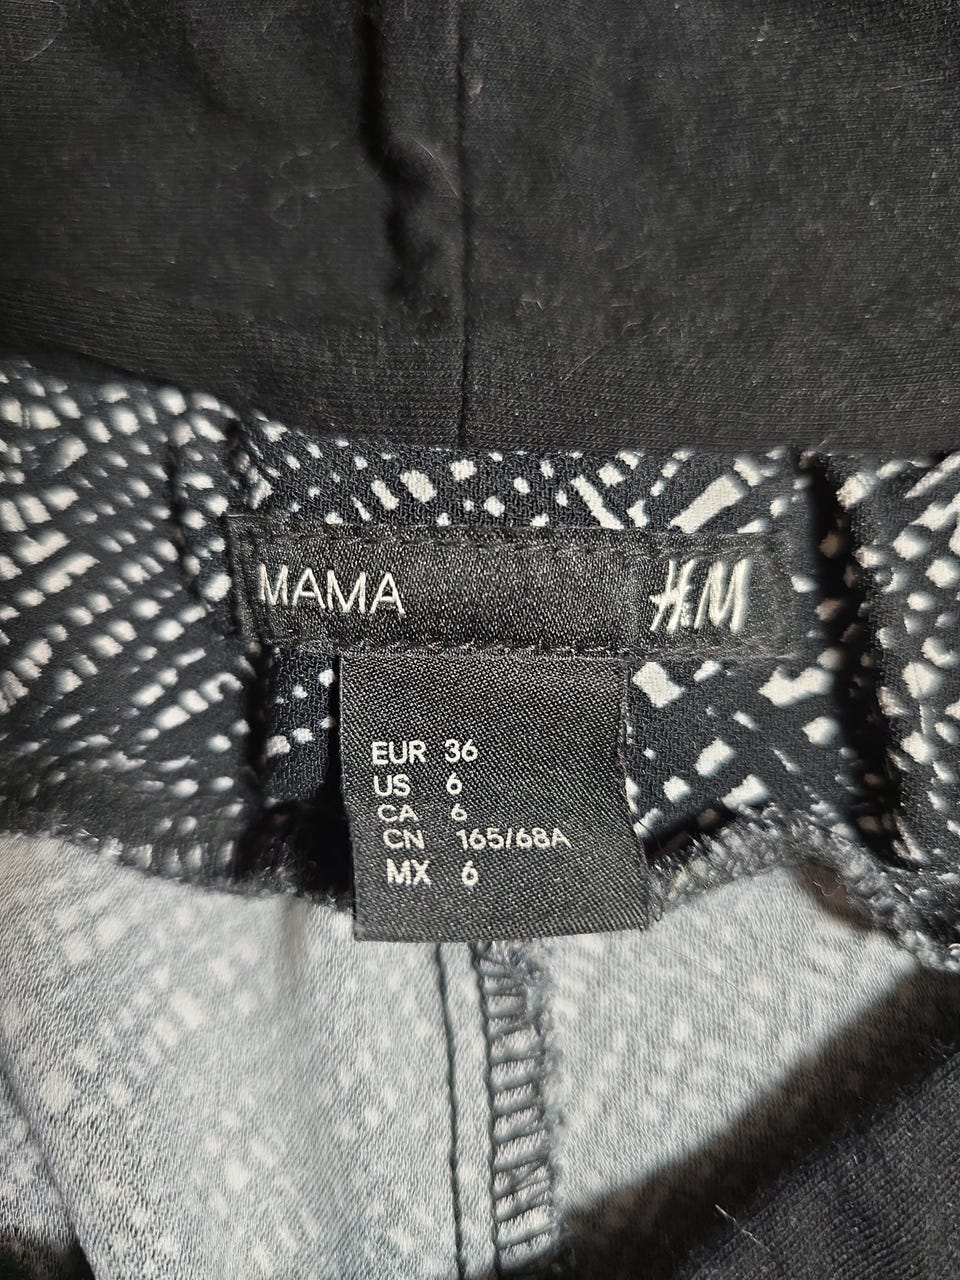 MAMA H&M
EUR 36
US 6
CA 6
CN 165/68A
MX 6